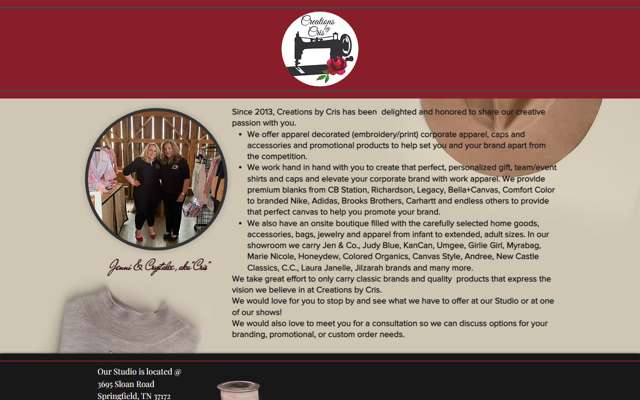 Creations
by
Cris
Since 2013, Creations by Cris has been delighted and honored to share our creative
passion with you.
We offer apparel decorated (embroidery/print) corporate apparel, caps and
accessories and promotional products to help set you and your brand apart from
the competition.
We work hand in hand with you to create that perfect, personalized gift, team/event
shirts and caps and elevate your corporate brand with work apparel. We provide
premium blanks from CB Station, Richardson, Legacy, Bella+Canvas, Comfort Color
to branded Nike, Adidas, Brooks Brothers, Carhartt and endless others to provide
that perfect canvas to help you promote your brand.
We also have an onsite boutique filled with the carefully selected home goods,
accessories, bags, jewelry and apparel from infant to extended, adult sizes. In our
showroom we carry Jen & Co., Judy Blue, KanCan, Umgee, Girlie Girl, Myrabag,
Marie Nicole, Honeydew, Colored Organics, Canvas Style, Andree, New Castle
Classics, C.C., Laura Janelle, Jilzarah brands and many more.
We take great effort to only carry classic brands and quality products that express the
vision we believe in at Creations by Cris.
We would love for you to stop by and see what we have to offer at our Studio or at one
of our shows!
We would also love to meet you for a consultation so we can discuss options for your
branding, promotional, or custom order needs.
Jenni & Crystelee, aka "Cris"
Our Studio is located @
3695 Sloan Road
Springfield, TN 37172